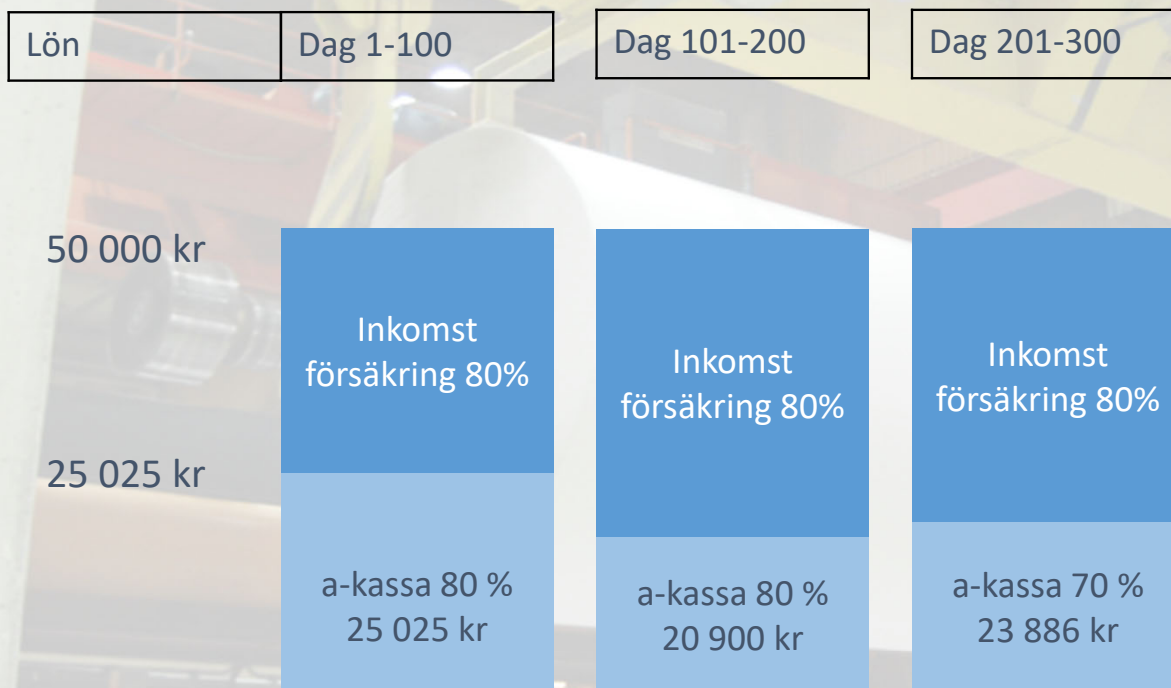 Lön
Dag 1-100
Dag 101-200
Dag 201-300
50 000 kr
25 025 kr
Inkomst
försäkring 80%
a-kassa 80 %
25 025 kr
Inkomst
försäkring 80%
a-kassa 80 %
20 900 kr
Inkomst
försäkring 80%
a-kassa 70 %
23 886 kr